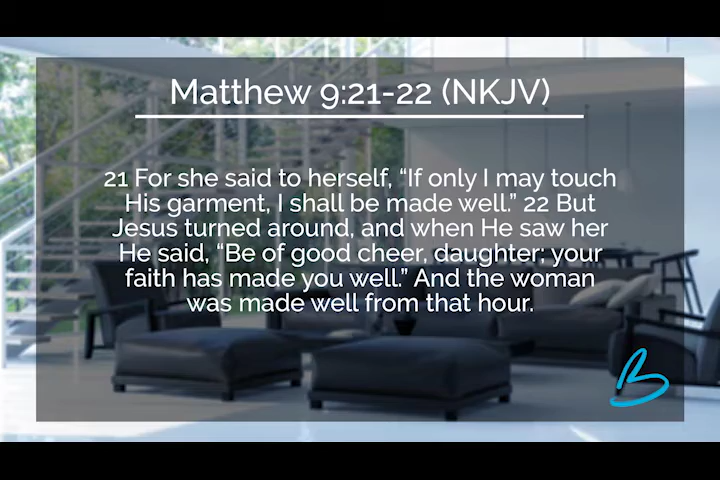 Matthew 9:21-22 (NKJV)
21 For she said to herself, “If only I may touch
His garment, I shall be made well.” 22 But
Jesus turned around, and when He saw her
He said, “Be of good cheer, daughter; your
faith has made you well.” And the woman
was made well from that hour.
B